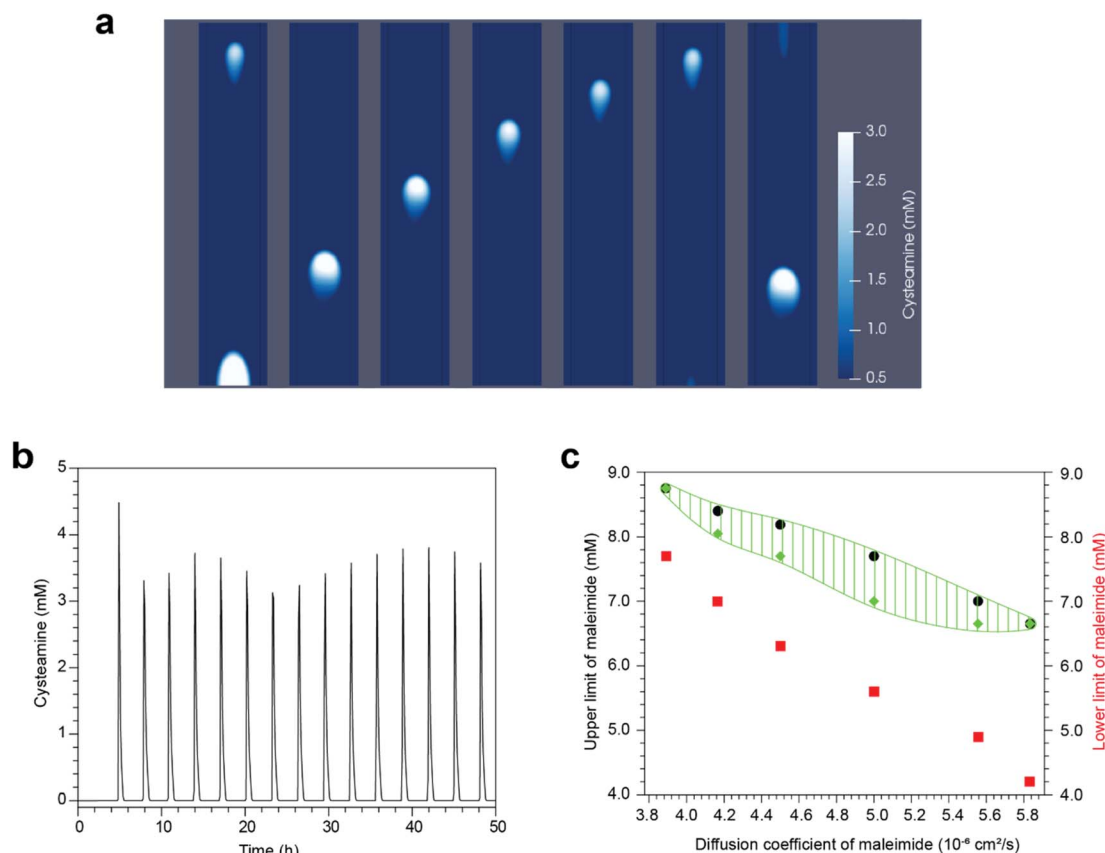 a
3.0
2.5
2.0
1.5
1.0
0.5
Cysteamine (mM)
b
5
4
3
2
1
0
Cysteamine (mM)
0 10 20 30 40 50
Time (h)
c
9.0
8.0
7.0
6.0
5.0
4.0
Upper limit of maleimide (mM)
9.0
8.0
7.0
6.0
5.0
4.0
Lower limit of maleimide (mM)
3.8 4.0 4.2 4.4 4.6 4.8 5.0 5.2 5.4 5.6 5.8 6.0
Diffusion coefficient of maleimide (10⁻⁶ cm²/s)